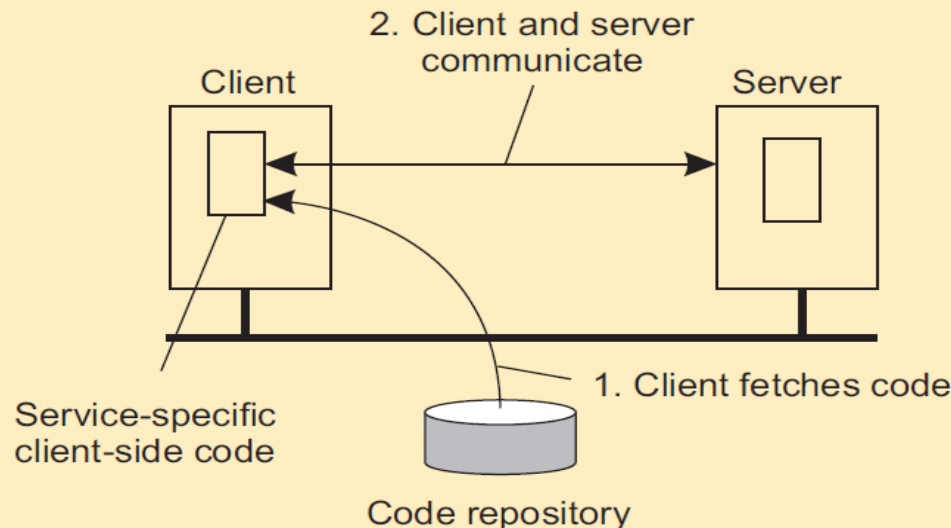 2. Client and server
communicate
Client
Server
1. Client fetches code
Service-specific
client-side code
Code repository